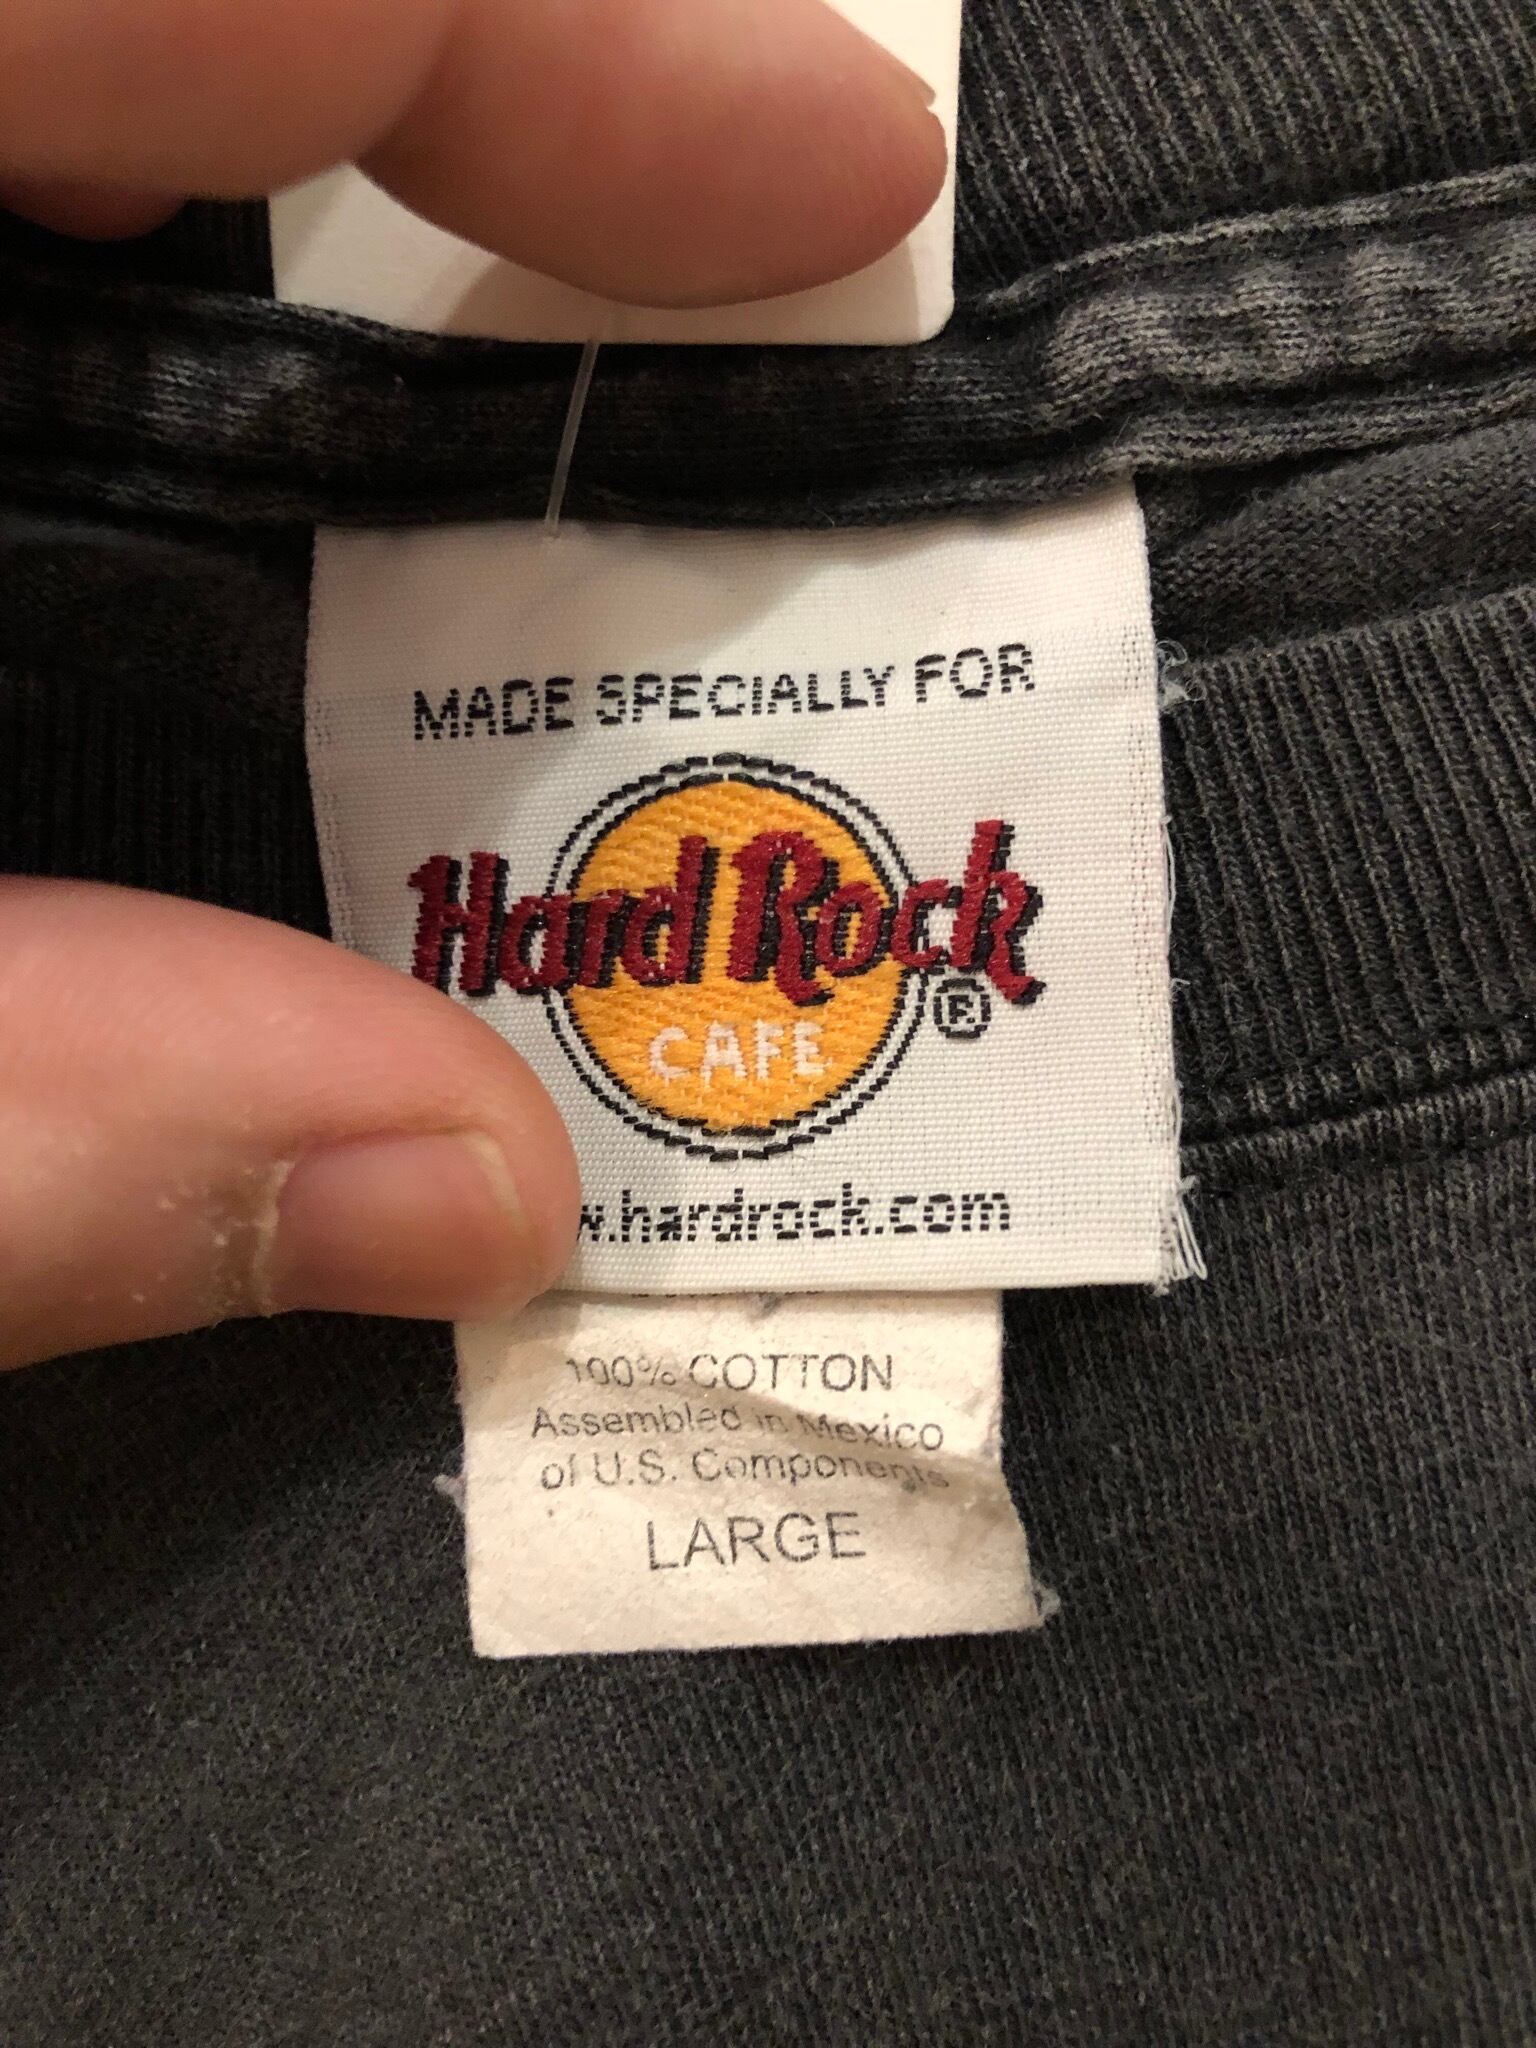 MADE SPECIALLY FOR
Hard Rock ®
CAFE
w.hardrock.com
100% COTTON
Assembled in Mexico
of U.S. Components
LARGE